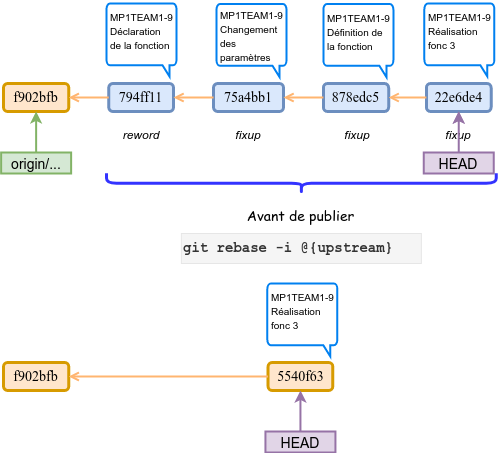 MP1TEAM1-9
Déclaration
de la fonction
MP1TEAM1-9
Changement
des
paramètres
MP1TEAM1-9
Définition de
la fonction
MP1TEAM1-9
Réalisation
fonc 3
f902bfb
794ff11
75a4bb1
878edc5
22e6de4
reword
fixup
fixup
fixup
origin/...
HEAD
Avant de publier
git rebase -i @{upstream}
MP1TEAM1-9
Réalisation
fonc 3
f902bfb
5540f63
HEAD